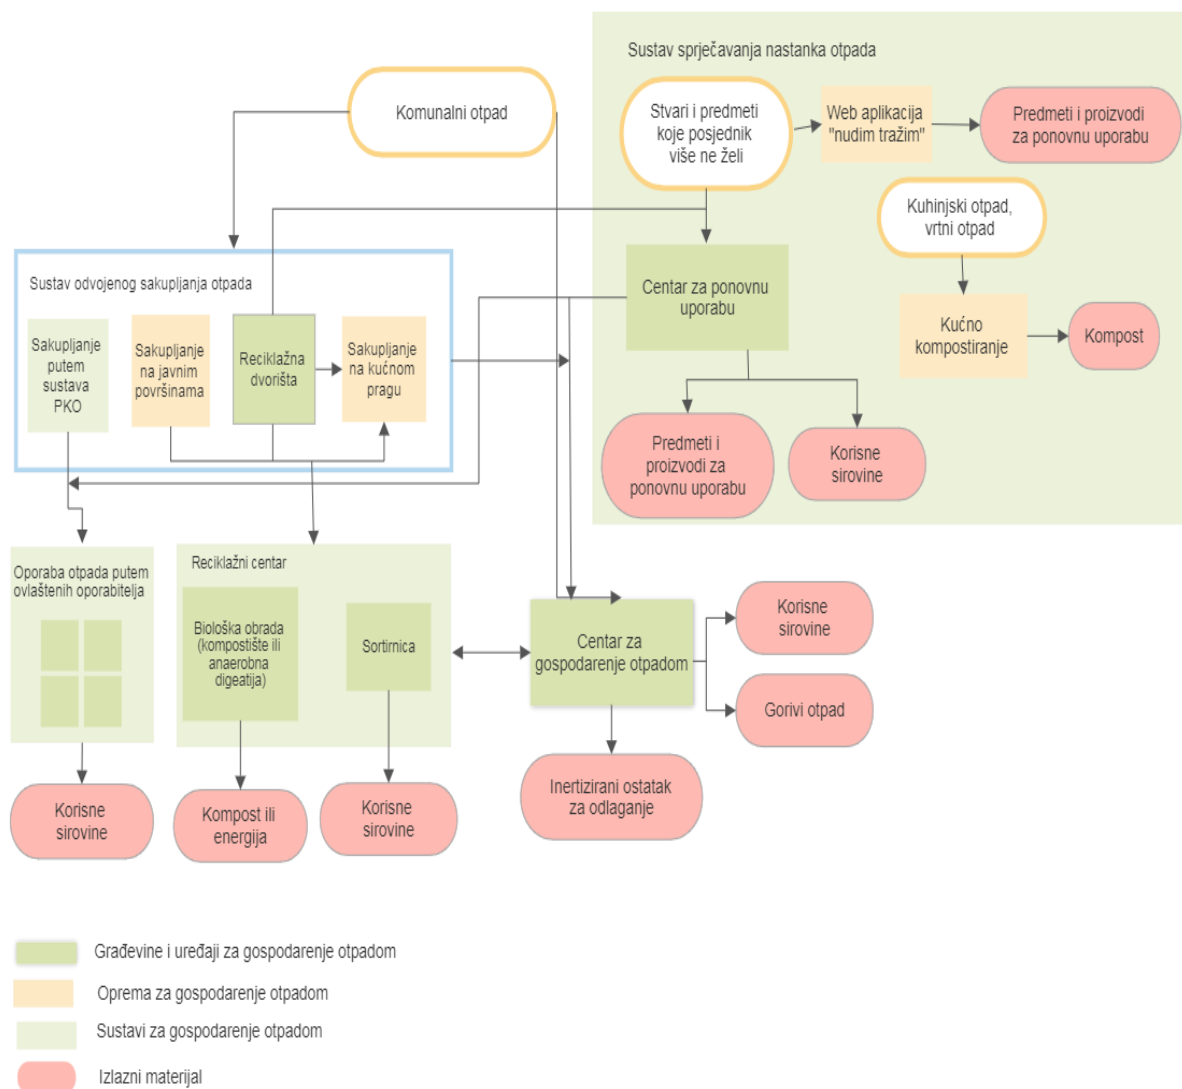 Sustav sprječavanja nastanka otpada
Komunalni otpad
Stvari i predmeti
koje posjednik
više ne želi
Web aplikacija
"nudim tražim"
Predmeti i proizvodi
za ponovnu uporabu
Kuhinjski otpad,
vrtni otpad
Centar za ponovnu
uporabu
Kućno
kompostiranje
Kompost
Predmeti i
proizvodi za
ponovnu uporabu
Korisne
sirovine
Sustav odvojenog sakupljanja otpada
Sakupljanje
putem
sustava
PKO
Sakupljanje
na javnim
površinama
Reciklažna
dvorišta
Sakupljanje
na kućnom
pragu
Oporaba otpada putem
ovlaštenih oporabitelja
Reciklažni centar
Biološka obrada
(kompostište ili
anaerobna
digeatija)
Sortirnica
Centar za
gospodarenje otpadom
Korisne
sirovine
Gorivi otpad
Inertizirani ostatak
za odlaganje
Korisne
sirovine
Kompost ili
energija
Korisne
sirovine
Građevine i uređaji za gospodarenje otpadom
Oprema za gospodarenje otpadom
Sustavi za gospodarenje otpadom
Izlazni materijal